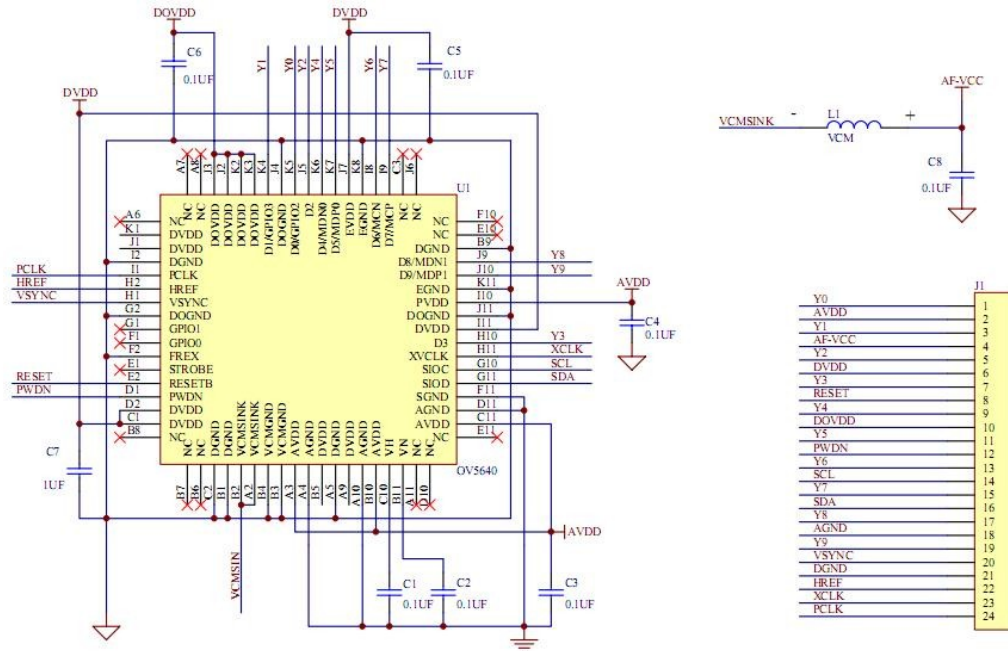 DOVDD
DVDD
C6
0.1UF
C5
0.1UF
Y1
Y0
Y2
Y4
Y5
Y6
Y7
DVDD
AF-VCC
VCMSINK
-
L1
+
VCM
C8
0.1UF
A7
A8
J3
J2
K2
K3
K4
J4
K5
J5
K6
K7
J7
K8
I8
I9
C3
J6
U1
NC
NC
DOVDD
DOVDD
DOVDD
DOVDD
D1/GPIO3
DOGND
D0/GPIO2
D2
D4/MDN0
D5/MDP0
EVDD
EGND
D6/MCN
D7/MCP
NC
NC
A6 NC
K1 DVDD
J1 DVDD
I2 DGND
PCLK I1 PCLK
HREF H2 HREF
VSYNC H1 VSYNC
G2 DOGND
G1 GPIO1
F1 GPIO0
F2 FREX
E1 STROBE
RESET E2 RESETB
PWDN D1 PWDN
D2 DVDD
C1 DVDD
B8 NC
NC F10
NC E10
DGND B9
D8/MDN1 J9 Y8
D9/MDP1 J10 Y9
EGND K11
PVDD I10
DOGND J11
DVDD I11
D3 H10 Y3
XVCLK H11 XCLK
SIOC G10 SCL
SIOD G11 SDA
SGND F11
AGND D11
AVDD C11
NC E11
AVDD
C4
0.1UF
OV5640
NC
NC
DGND
DGND
VCMSINK
VCMSINK
VCMGND
VCMGND
AVDD
AGND
DVDD
DGND
DVDD
AGND
AVDD
VH
VN
NC
NC
B7
B6
C2
B1
B2
A2
B4
B3
A3
A4
B5
A5
A9
A10
B10
C10
B11
A11
D10
C7
1UF
VCMSIN
AVDD
C1
0.1UF
C2
0.1UF
C3
0.1UF
J1
Y0 1
AVDD 2
Y1 3
AF-VCC 4
Y2 5
DVDD 6
Y3 7
RESET 8
Y4 9
DOVDD 10
Y5 11
PWDN 12
Y6 13
SCL 14
Y7 15
SDA 16
Y8 17
AGND 18
Y9 19
VSYNC 20
DGND 21
HREF 22
XCLK 23
PCLK 24